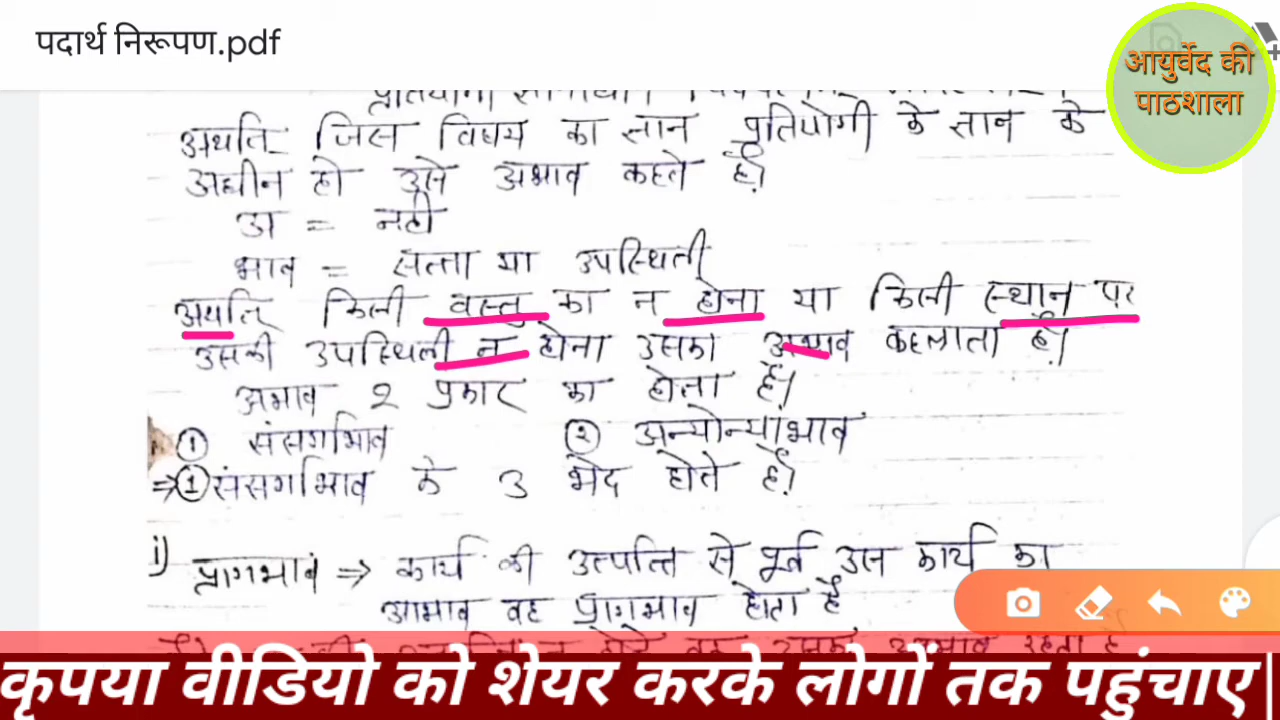 पदार्थ निरूपण.pdf
आयुर्वेद की
पाठशाला
अर्थात जिस विषय का ज्ञान प्रतियोगी के ज्ञान के
अधीन हो उसे अभाव कहते है।
अ = नही
भाव = सत्ता या उपस्थिती
अर्थात किसी वस्तु का न होना या किसी स्थान पर
उसकी उपस्थिती न होना उसका अभाव कहलाता है।
अभाव २ प्रकार का होता है।
① संसर्गाभाव ② अन्योन्याभाव
⇒① संसर्गाभाव के 3 भेद होते है।
i) प्रागभाव ⇒ कार्य की उत्पत्ति से पूर्व उस कार्य का
आभाव वह प्रागभाव होता है
कृपया वीडियो को शेयर करके लोगों तक पहुंचाए |